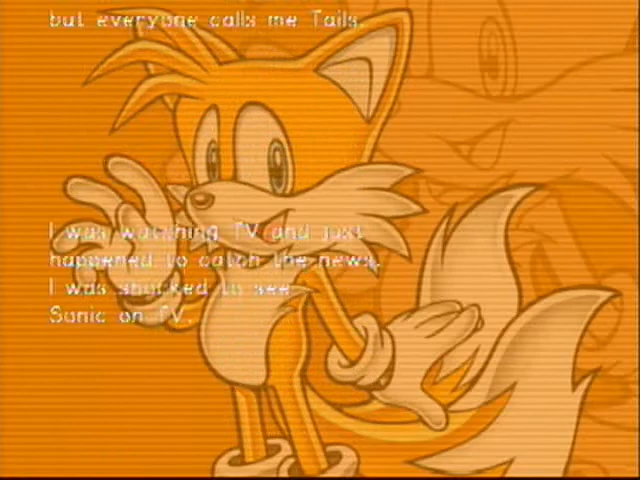 but everyone calls me Tails.
I was watching TV and just
happened to catch the news.
I was shocked to see
Sonic on TV.